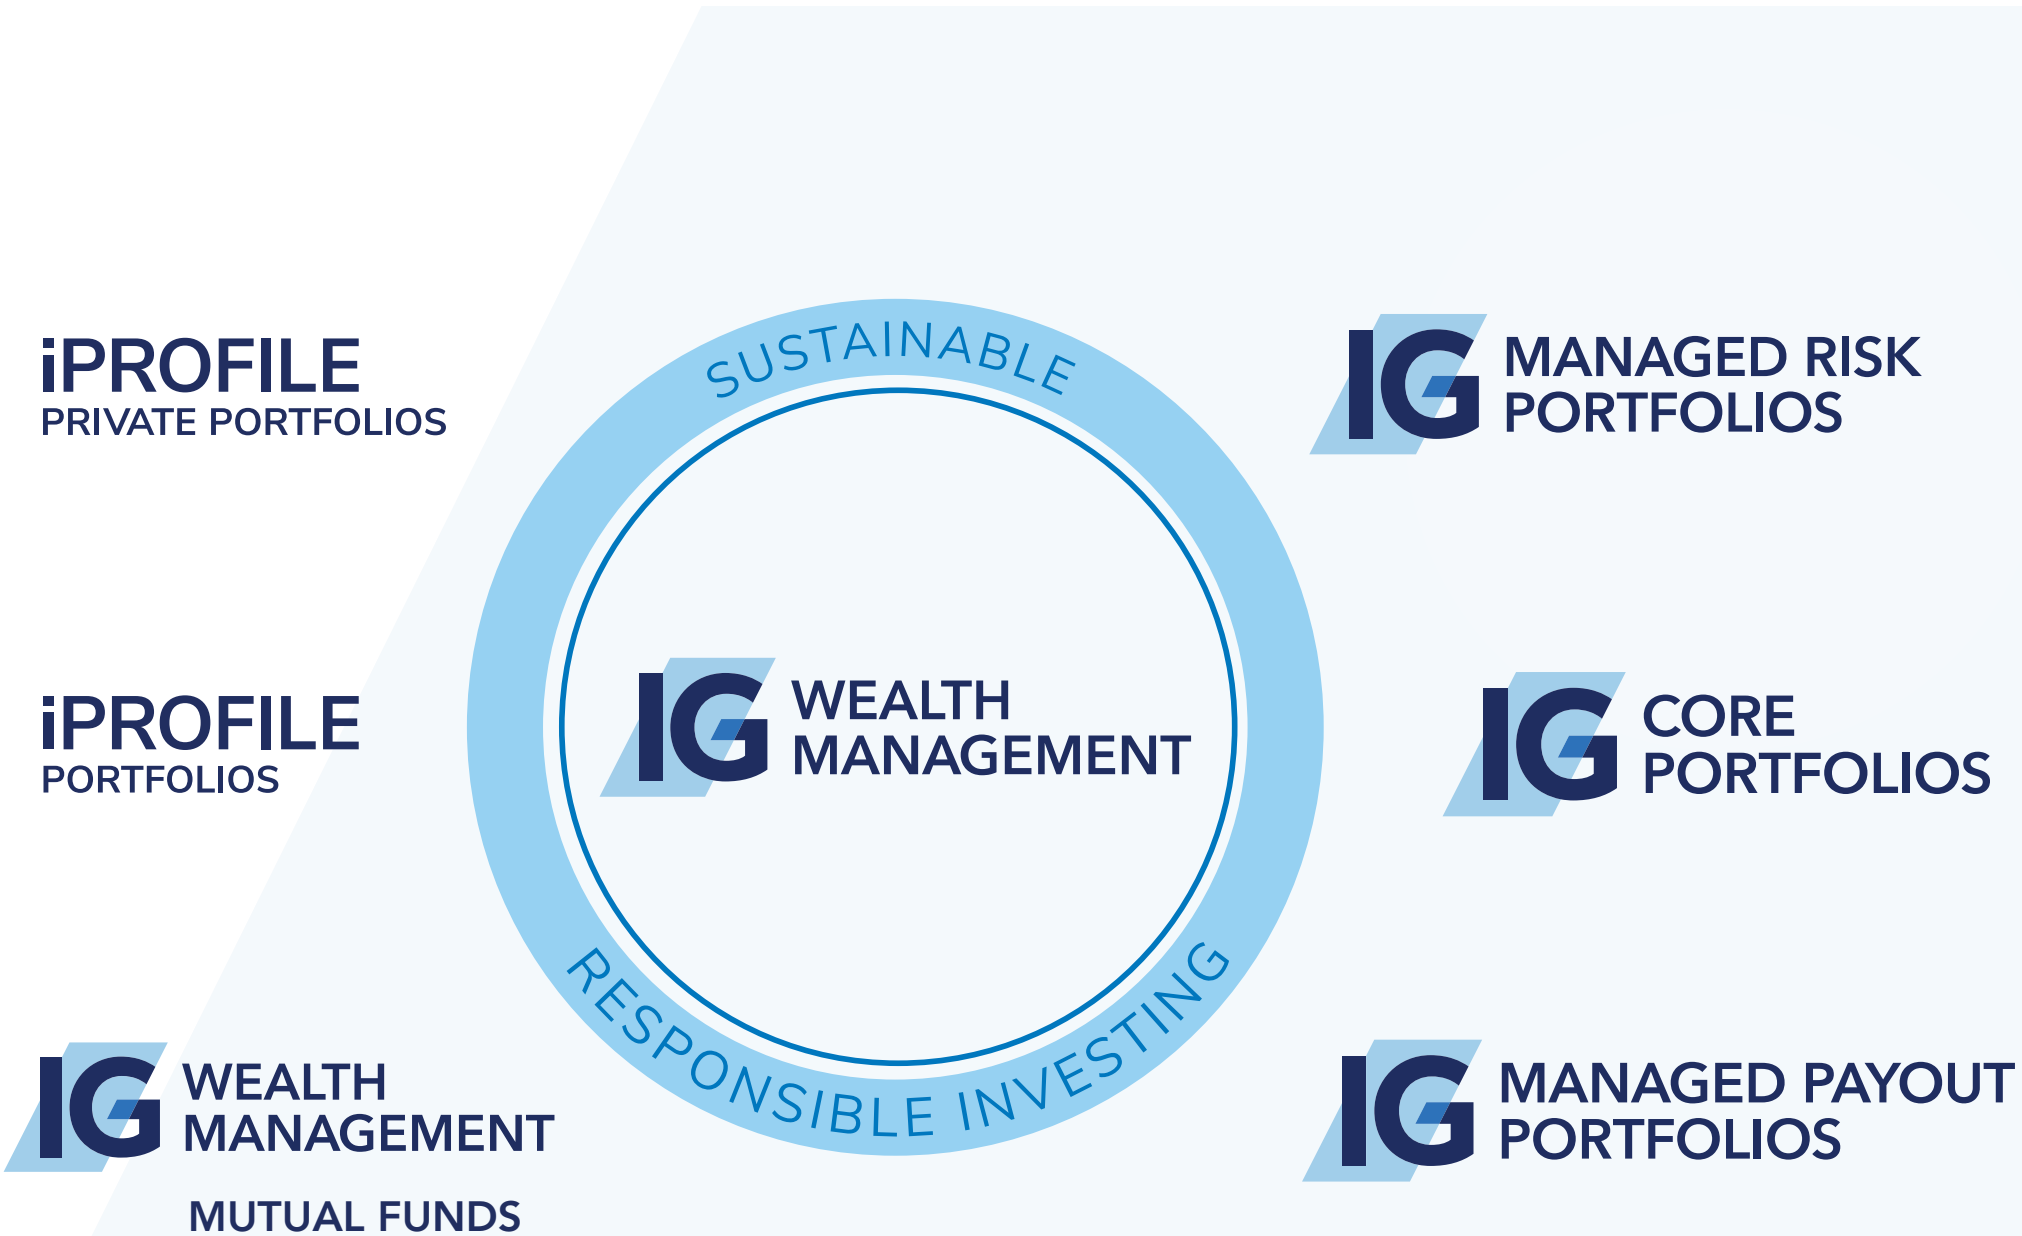 iPROFILE
PRIVATE PORTFOLIOS
iPROFILE
PORTFOLIOS
IG WEALTH
MANAGEMENT
MUTUAL FUNDS
SUSTAINABLE
IG WEALTH
MANAGEMENT
RESPONSIBLE INVESTING
IG MANAGED RISK
PORTFOLIOS
IG CORE
PORTFOLIOS
IG MANAGED PAYOUT
PORTFOLIOS